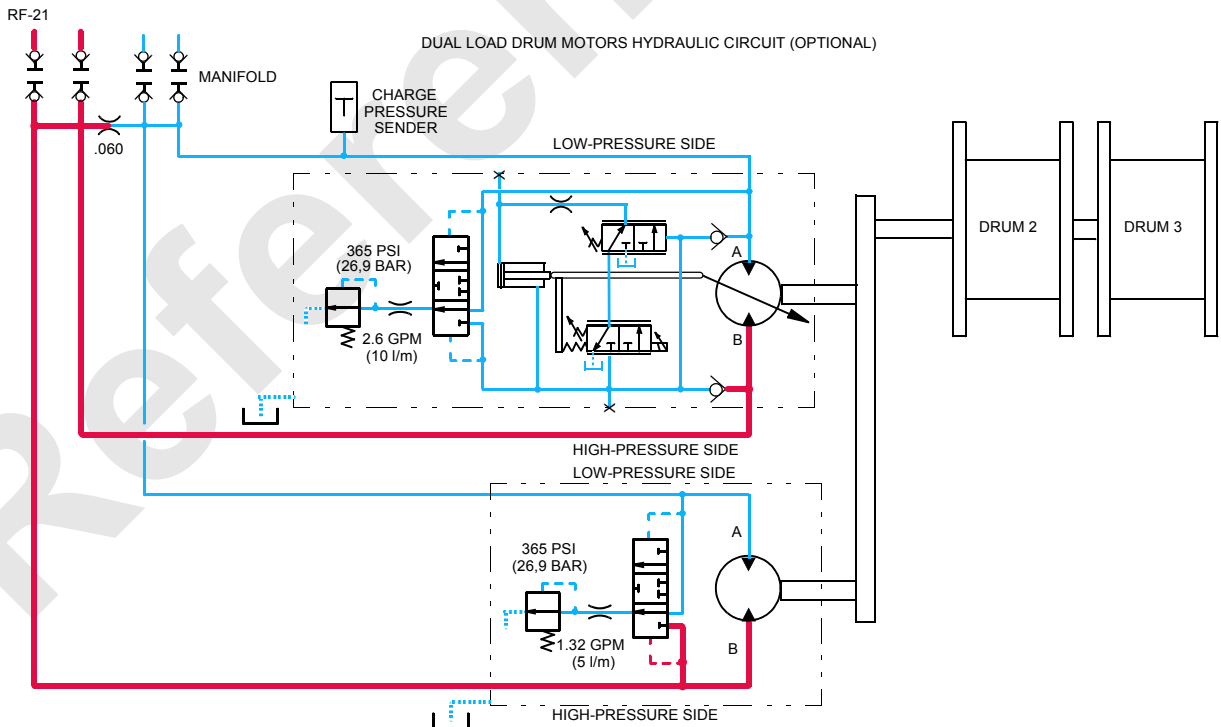 RF-21
DUAL LOAD DRUM MOTORS HYDRAULIC CIRCUIT (OPTIONAL)
MANIFOLD
CHARGE
PRESSURE
SENDER
.060
LOW-PRESSURE SIDE
365 PSI
(26,9 BAR)
2.6 GPM
(10 l/m)
A
B
DRUM 2
DRUM 3
HIGH-PRESSURE SIDE
LOW-PRESSURE SIDE
365 PSI
(26,9 BAR)
1.32 GPM
(5 l/m)
A
B
HIGH-PRESSURE SIDE
Referen